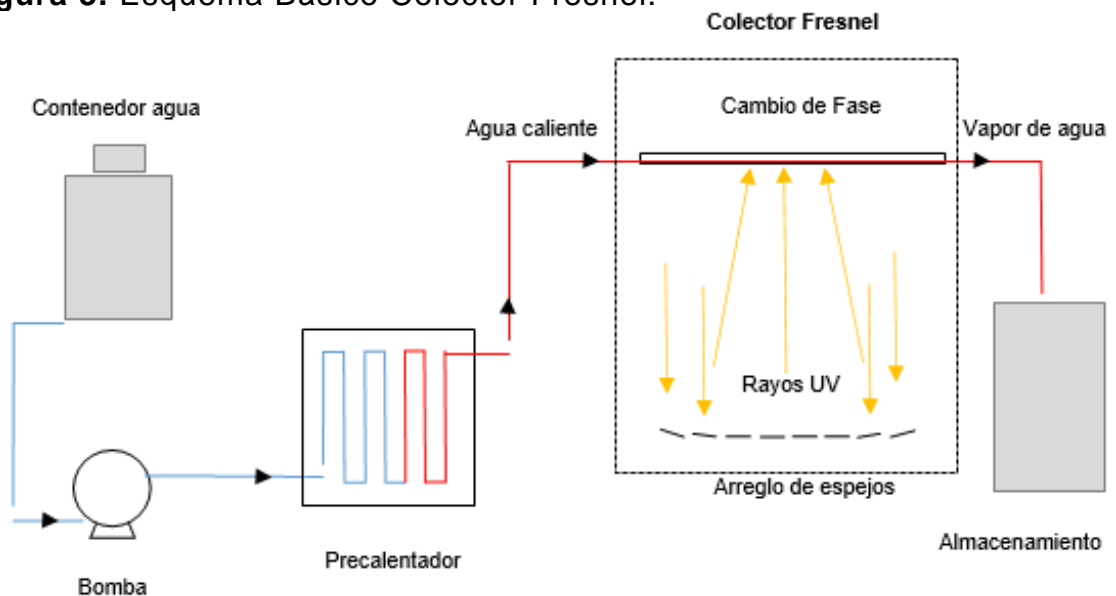 Esquema Básico Colector Fresnel.
Colector Fresnel
Contenedor agua
Cambio de Fase
Agua caliente
Vapor de agua
Rayos UV
Arreglo de espejos
Almacenamiento
Precalentador
Bomba